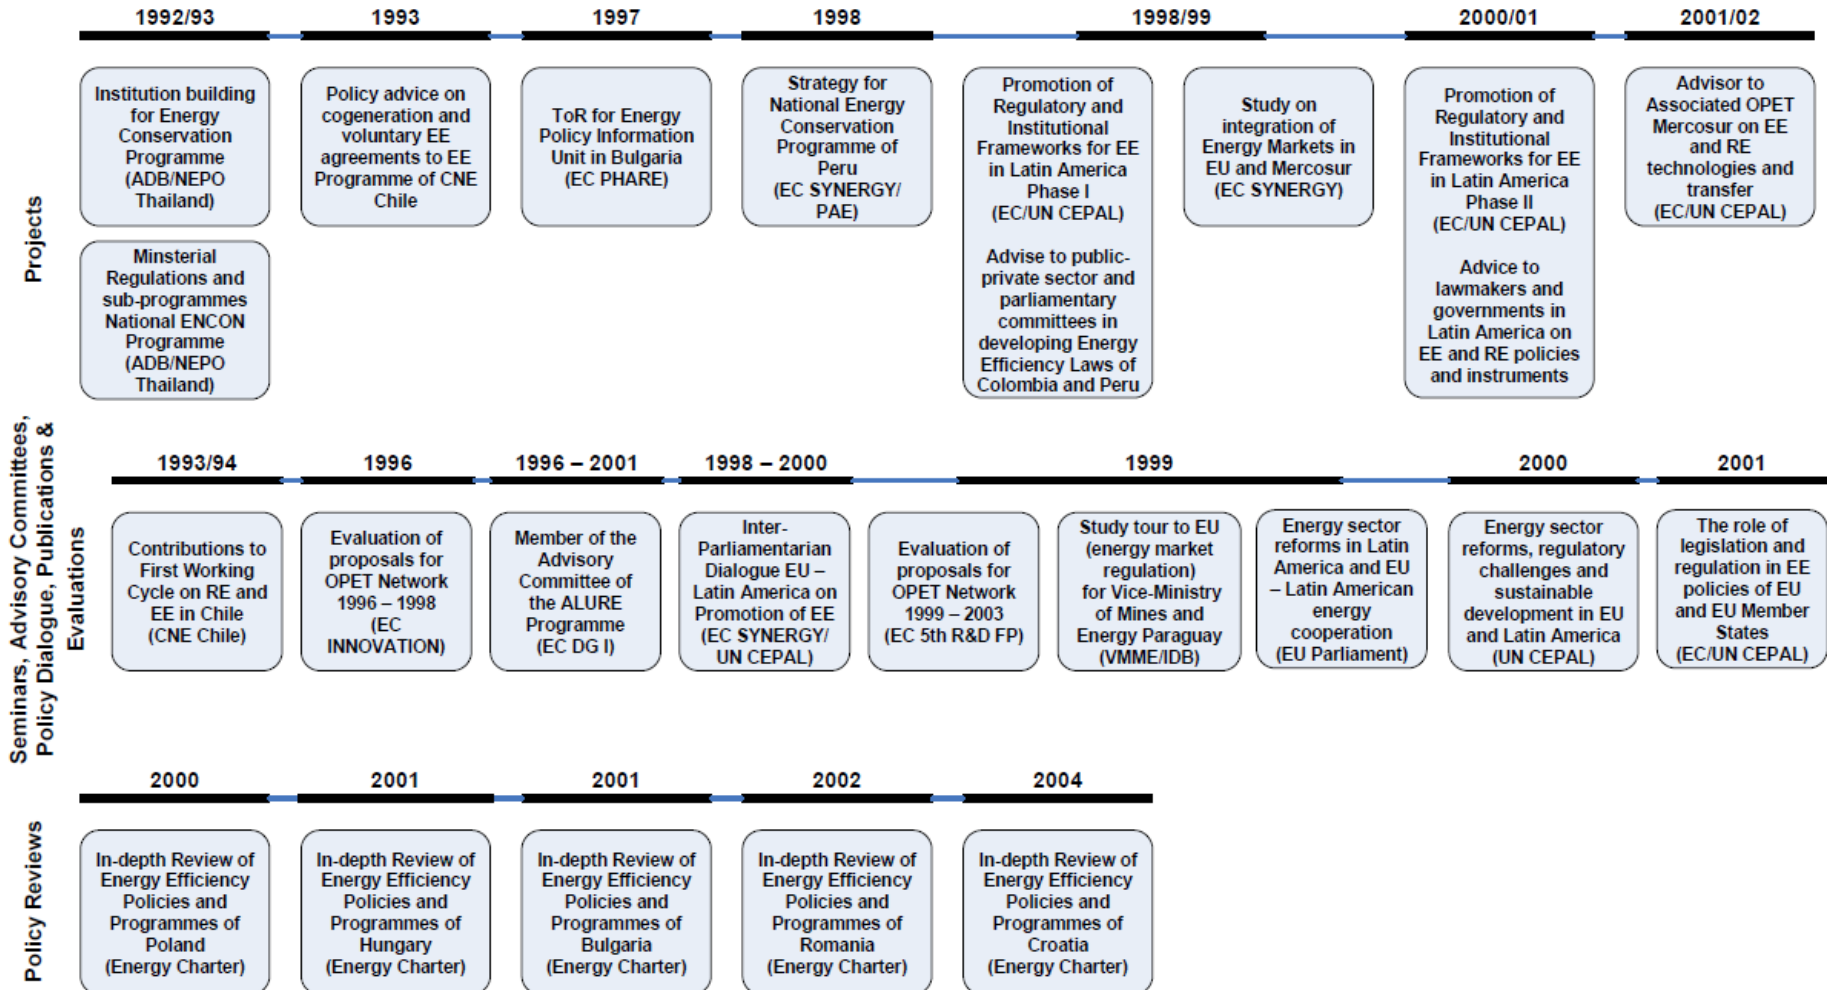 1992/93
1993
1997
1998
1998/99
2000/01
2001/02
Projects
Institution building
for Energy
Conservation
Programme
(ADB/NEPO
Thailand)
Minsterial
Regulations and
sub-programmes
National ENCON
Programme
(ADB/NEPO
Thailand)
Policy advice on
cogeneration and
voluntary EE
agreements to EE
Programme of CNE
Chile
ToR for Energy
Policy Information
Unit in Bulgaria
(EC PHARE)
Strategy for
National Energy
Conservation
Programme of
Peru
(EC SYNERGY/
PAE)
Promotion of
Regulatory and
Institutional
Frameworks for EE
in Latin America
Phase I
(EC/UN CEPAL)
Advise to public-
private sector and
parliamentary
committees in
developing Energy
Efficiency Laws of
Colombia and Peru
Study on
integration of
Energy Markets in
EU and Mercosur
(EC SYNERGY)
Promotion of
Regulatory and
Institutional
Frameworks for EE
in Latin America
Phase II
(EC/UN CEPAL)
Advice to
lawmakers and
governments in
Latin America on
EE and RE policies
and instruments
Advisor to
Associated OPET
Mercosur on EE
and RE
technologies and
transfer
(EC/UN CEPAL)
Seminars, Advisory Committees,
Policy Dialogue, Publications &
Evaluations
1993/94
1996
1996 – 2001
1998 – 2000
1999
2000
2001
Contributions to
First Working
Cycle on RE and
EE in Chile
(CNE Chile)
Evaluation of
proposals for
OPET Network
1996 – 1998
(EC
INNOVATION)
Member of the
Advisory
Committee of
the ALURE
Programme
(EC DG I)
Inter-
Parliamentarian
Dialogue EU –
Latin America on
Promotion of EE
(EC SYNERGY/
UN CEPAL)
Evaluation of
proposals for
OPET Network
1999 – 2003
(EC 5th R&D FP)
Study tour to EU
(energy market
regulation)
for Vice-Ministry
of Mines and
Energy Paraguay
(VMME/IDB)
Energy sector
reforms in Latin
America and EU
– Latin American
energy
cooperation
(EU Parliament)
Energy sector
reforms, regulatory
challenges and
sustainable
development in EU
and Latin America
(UN CEPAL)
The role of
legislation and
regulation in EE
policies of EU
and EU Member
States
(EC/UN CEPAL)
Policy Reviews
2000
2001
2001
2002
2004
In-depth Review of
Energy Efficiency
Policies and
Programmes of
Poland
(Energy Charter)
In-depth Review of
Energy Efficiency
Policies and
Programmes of
Hungary
(Energy Charter)
In-depth Review of
Energy Efficiency
Policies and
Programmes of
Bulgaria
(Energy Charter)
In-depth Review of
Energy Efficiency
Policies and
Programmes of
Romania
(Energy Charter)
In-depth Review of
Energy Efficiency
Policies and
Programmes of
Croatia
(Energy Charter)